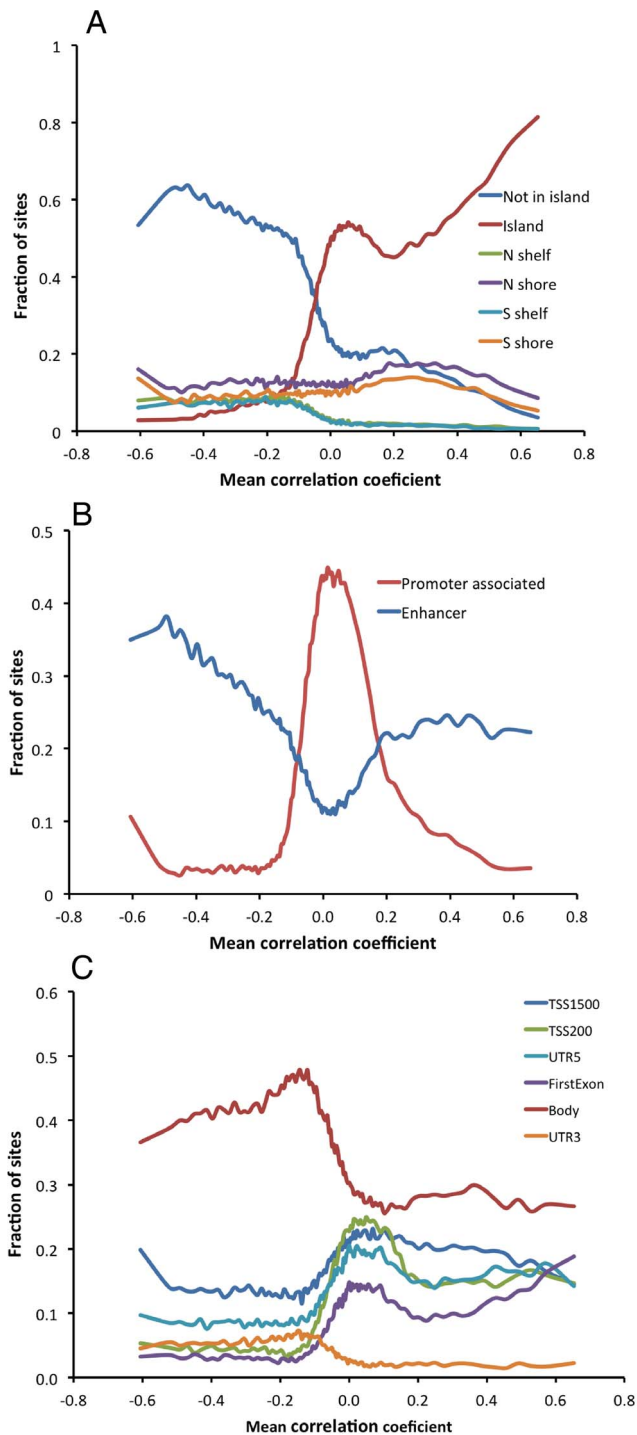 A
1
0.8
0.6
0.4
0.2
0
Fraction of sites
Not in island
Island
N shelf
N shore
S shelf
S shore
-0.8 -0.6 -0.4 -0.2 0.0 0.2 0.4 0.6 0.8
Mean correlation coeficient
B
0.5
0.4
0.3
0.2
0.1
0
Fraction of sites
Promoter associated
Enhancer
-0.8 -0.6 -0.4 -0.2 0.0 0.2 0.4 0.6 0.8
Mean correlation coefficient
C
0.6
0.5
0.4
0.3
0.2
0.1
0.0
Fraction of sites
TSS1500
TSS200
UTR5
FirstExon
Body
UTR3
-0.8 -0.6 -0.4 -0.2 0.0 0.2 0.4 0.6 0.8
Mean correlation coeficient